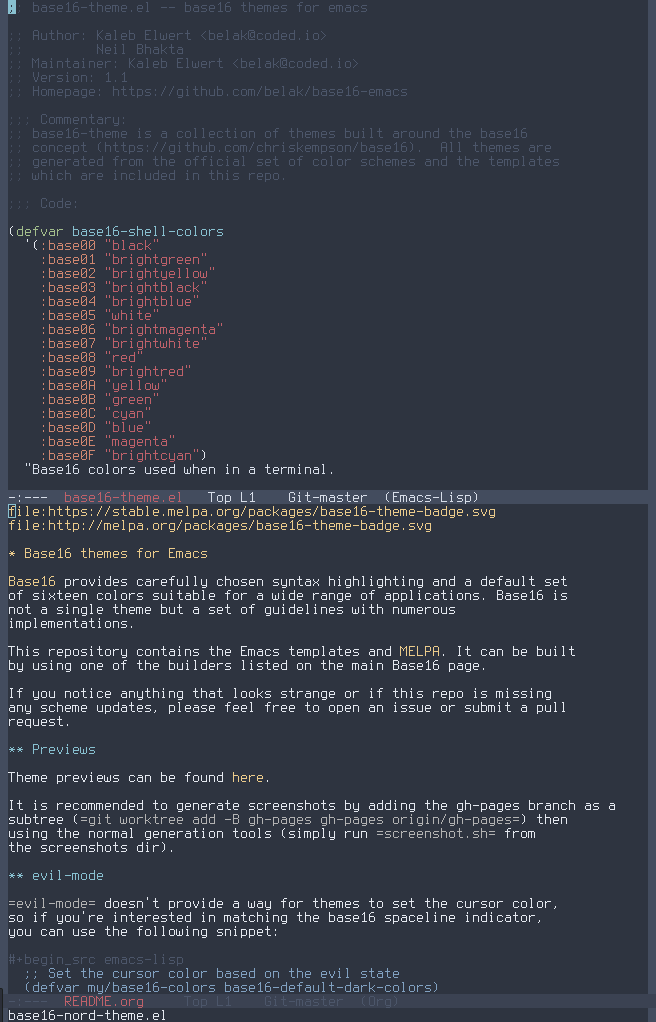 ;; base16-theme.el -- base16 themes for emacs
;; Author: Kaleb Elwert <belak@coded.io>
;;         Neil Bhakta
;; Maintainer: Kaleb Elwert <belak@coded.io>
;; Version: 1.1
;; Homepage: https://github.com/belak/base16-emacs
;;; Commentary:
;; base16-theme is a collection of themes built around the base16
;; concept (https://github.com/chriskempson/base16).  All themes are
;; generated from the official set of color schemes and the templates
;; which are included in this repo.
;;; Code:
(defvar base16-shell-colors
  '(:base00 "black"
    :base01 "brightgreen"
    :base02 "brightyellow"
    :base03 "brightblack"
    :base04 "brightblue"
    :base05 "white"
    :base06 "brightmagenta"
    :base07 "brightwhite"
    :base08 "red"
    :base09 "brightred"
    :base0A "yellow"
    :base0B "green"
    :base0C "cyan"
    :base0D "blue"
    :base0E "magenta"
    :base0F "brightcyan")
  "Base16 colors used when in a terminal.
-:---  base16-theme.el   Top L1    Git-master  (Emacs-Lisp)
file:https://stable.melpa.org/packages/base16-theme-badge.svg
file:http://melpa.org/packages/base16-theme-badge.svg
* Base16 themes for Emacs
Base16 provides carefully chosen syntax highlighting and a default set
of sixteen colors suitable for a wide range of applications. Base16 is
not a single theme but a set of guidelines with numerous
implementations.
This repository contains the Emacs templates and MELPA. It can be built
by using one of the builders listed on the main Base16 page.
If you notice anything that looks strange or if this repo is missing
any scheme updates, please feel free to open an issue or submit a pull
request.
** Previews
Theme previews can be found here.
It is recommended to generate screenshots by adding the gh-pages branch as a
subtree (=git worktree add -B gh-pages gh-pages origin/gh-pages=) then
using the normal generation tools (simply run =screenshot.sh= from
the screenshots dir).
** evil-mode
=evil-mode= doesn't provide a way for themes to set the cursor color,
so if you're interested in matching the base16 spaceline indicator,
you can use the following snippet:
#+begin_src emacs-lisp
  ;; Set the cursor color based on the evil state
  (defvar my/base16-colors base16-default-dark-colors)
-:---  README.org     Top L1    Git-master  (Org)
base16-nord-theme.el